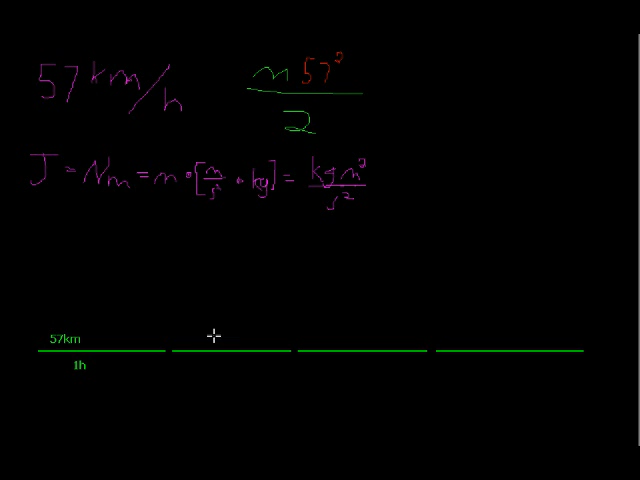 57 km/h
m 57²
2
J = Nm = m · [m/s² · kg] = kg m²/s²
57km
1h